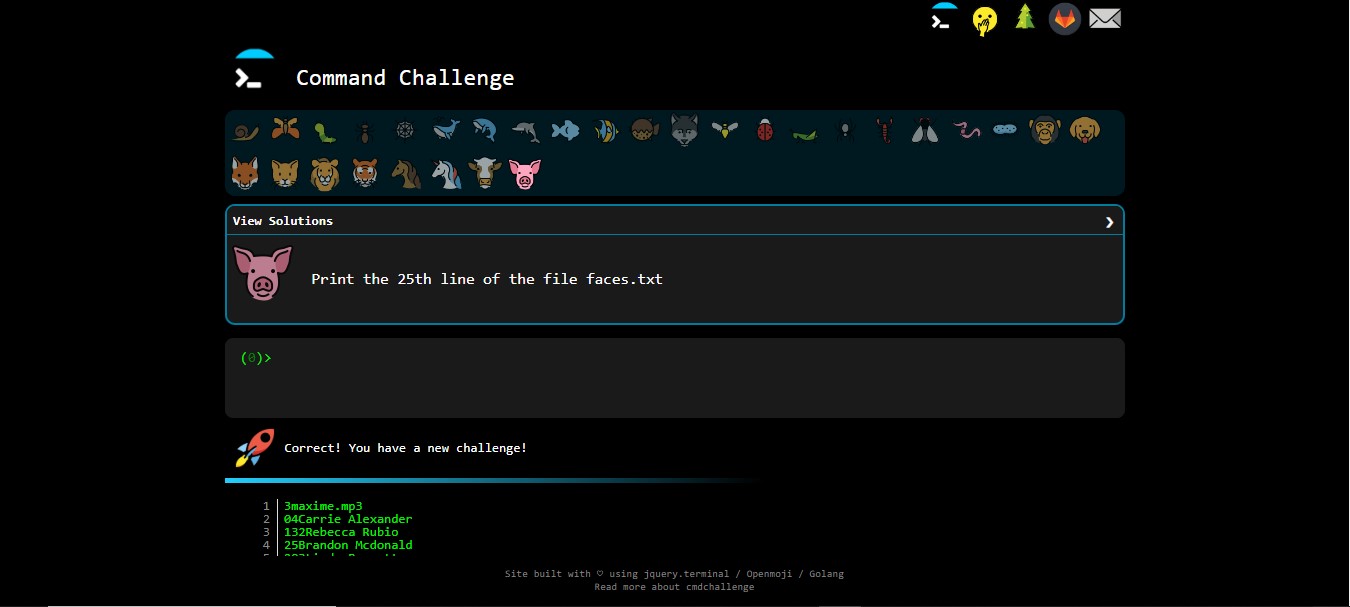 Command Challenge
View Solutions ❯
Print the 25th line of the file faces.txt
(0)>
Correct! You have a new challenge!
1 3maxime.mp3
2 04Carrie Alexander
3 132Rebecca Rubio
4 25Brandon Mcdonald
Site built with ♡ using jquery.terminal / Openmoji / Golang
Read more about cmdchallenge